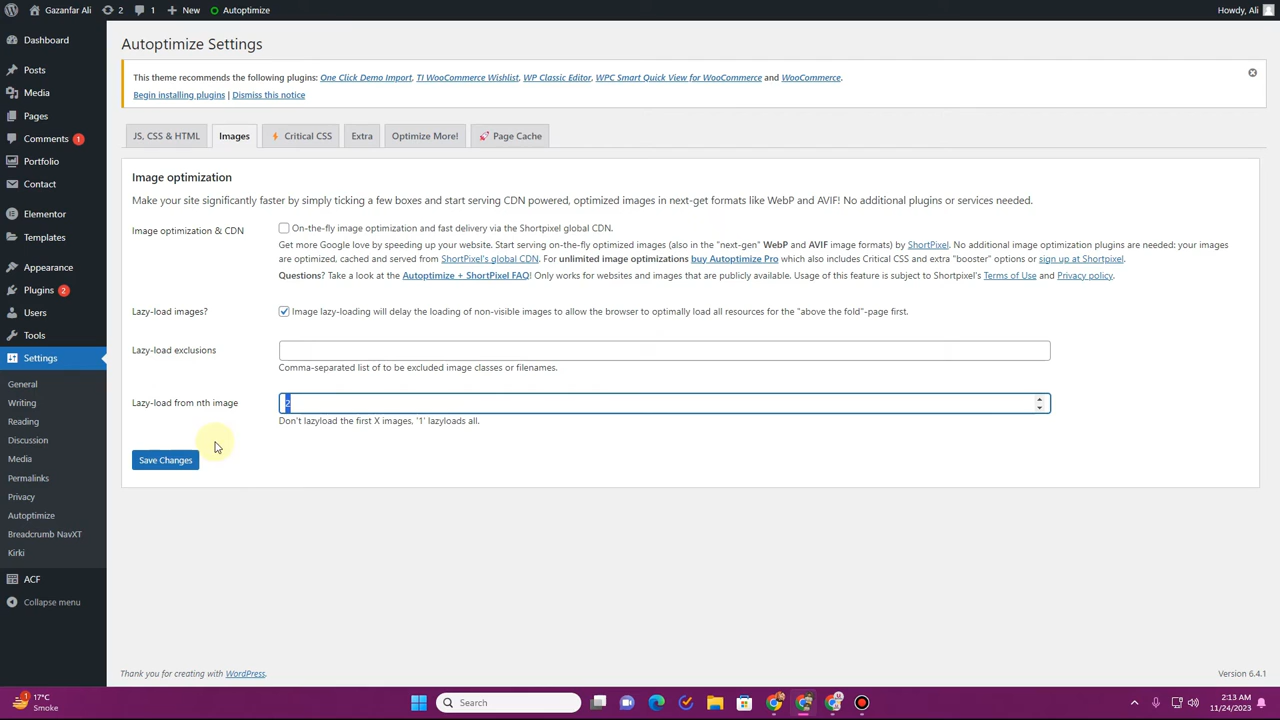 Gazanfar Ali 2 1 New Autoptimize Howdy, Ali
Dashboard
Posts
Media
Pages
Comments 1
Portfolio
Contact
Elementor
Templates
Appearance
Plugins 2
Users
Tools
Settings
General
Writing
Reading
Discussion
Media
Permalinks
Privacy
Autoptimize
Breadcrumb NavXT
Kirki
ACF
Collapse menu
Autoptimize Settings
This theme recommends the following plugins: One Click Demo Import, TI WooCommerce Wishlist, WP Classic Editor, WPC Smart Quick View for WooCommerce and WooCommerce.
Begin installing plugins | Dismiss this notice
JS, CSS & HTML Images Critical CSS Extra Optimize More! Page Cache
Image optimization
Make your site significantly faster by simply ticking a few boxes and start serving CDN powered, optimized images in next-get formats like WebP and AVIF! No additional plugins or services needed.
Image optimization & CDN On-the-fly image optimization and fast delivery via the Shortpixel global CDN.
Get more Google love by speeding up your website. Start serving on-the-fly optimized images (also in the "next-gen" WebP and AVIF image formats) by ShortPixel. No additional image optimization plugins are needed: your images
are optimized, cached and served from ShortPixel's global CDN. For unlimited image optimizations buy Autoptimize Pro which also includes Critical CSS and extra "booster" options or sign up at Shortpixel.
Questions? Take a look at the Autoptimize + ShortPixel FAQ! Only works for websites and images that are publicly available. Usage of this feature is subject to Shortpixel's Terms of Use and Privacy policy.
Lazy-load images? Image lazy-loading will delay the loading of non-visible images to allow the browser to optimally load all resources for the "above the fold"-page first.
Lazy-load exclusions
Comma-separated list of to be excluded image classes or filenames.
Lazy-load from nth image 2
Don't lazyload the first X images, '1' lazyloads all.
Save Changes
Thank you for creating with WordPress. Version 6.4.1
1 17°C
Smoke
Search
2:13 AM
11/24/2023